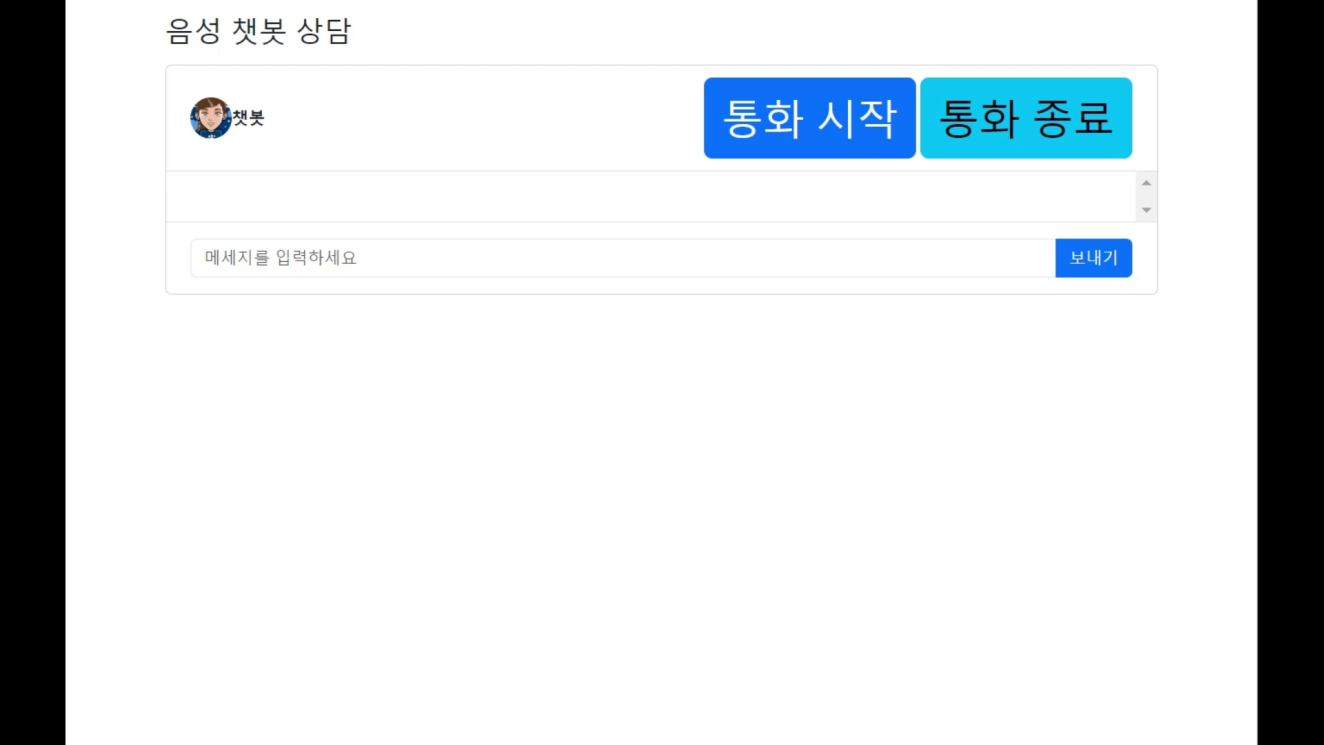 음성 챗봇 상담
챗봇
통화 시작
통화 종료
메세지를 입력하세요
보내기